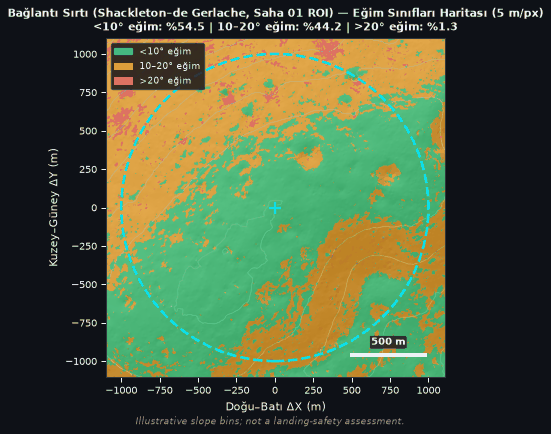 Bağlantı Sırtı (Shackleton–de Gerlache, Saha 01 ROI) — Eğim Sınıfları Haritası (5 m/px)
<10° eğim: %54.5 | 10–20° eğim: %44.2 | >20° eğim: %1.3
<10° eğim
10–20° eğim
>20° eğim
Kuzey–Güney ΔY (m)
1000
750
500
250
0
−250
−500
−750
−1000
500 m
−1000
−750
−500
−250
0
250
500
750
1000
Doğu–Batı ΔX (m)
Illustrative slope bins; not a landing-safety assessment.